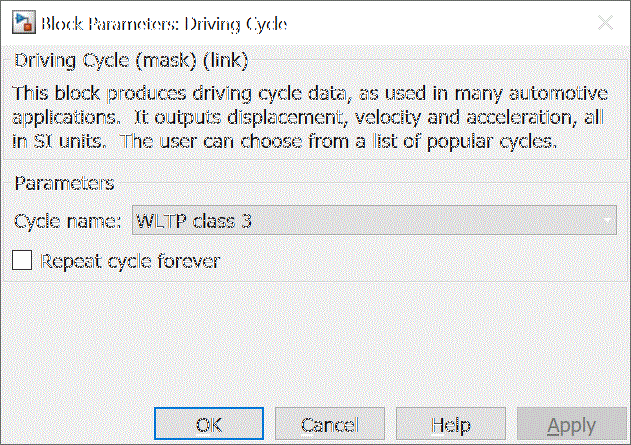 Block Parameters: Driving Cycle
Driving Cycle (mask) (link)
This block produces driving cycle data, as used in many automotive
applications.  It outputs displacement, velocity and acceleration, all
in SI units.  The user can choose from a list of popular cycles.
Parameters
Cycle name: WLTP class 3
Repeat cycle forever
OK Cancel Help Apply